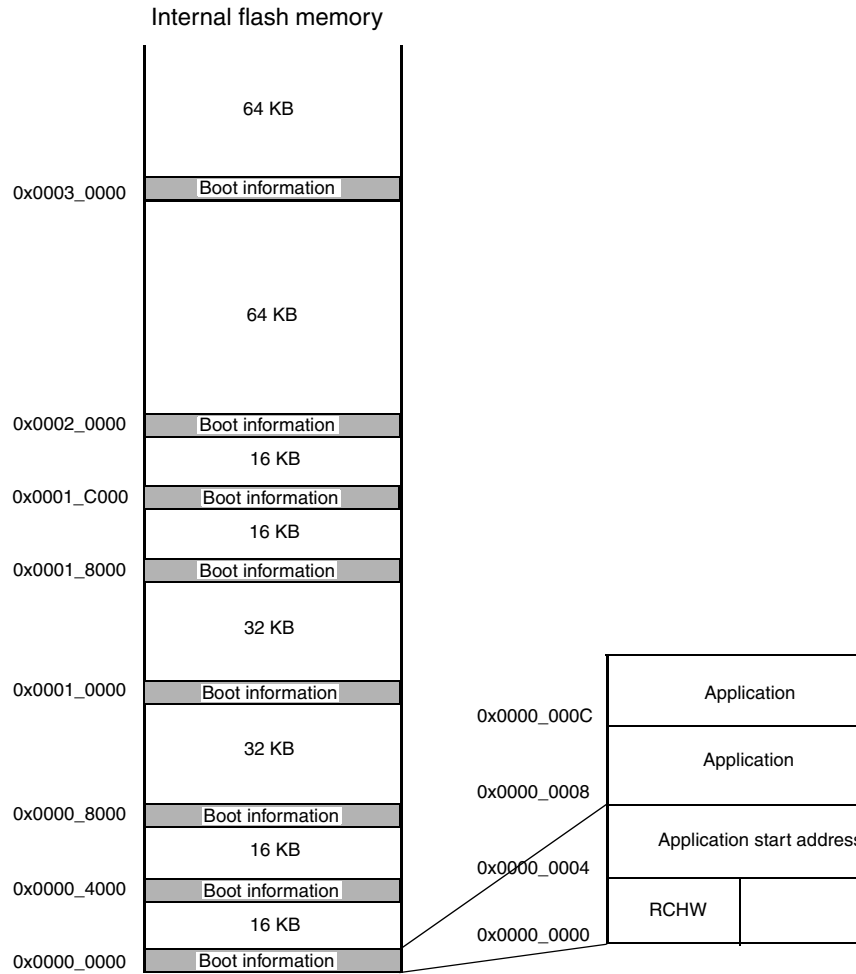 Internal flash memory
64 KB
0x0003_0000
Boot information
64 KB
0x0002_0000
Boot information
16 KB
0x0001_C000
Boot information
16 KB
0x0001_8000
Boot information
32 KB
0x0001_0000
Boot information
32 KB
0x0000_8000
Boot information
16 KB
0x0000_4000
Boot information
16 KB
0x0000_0000
Boot information
Application
0x0000_000C
Application
0x0000_0008
Application start address
0x0000_0004
RCHW
0x0000_0000